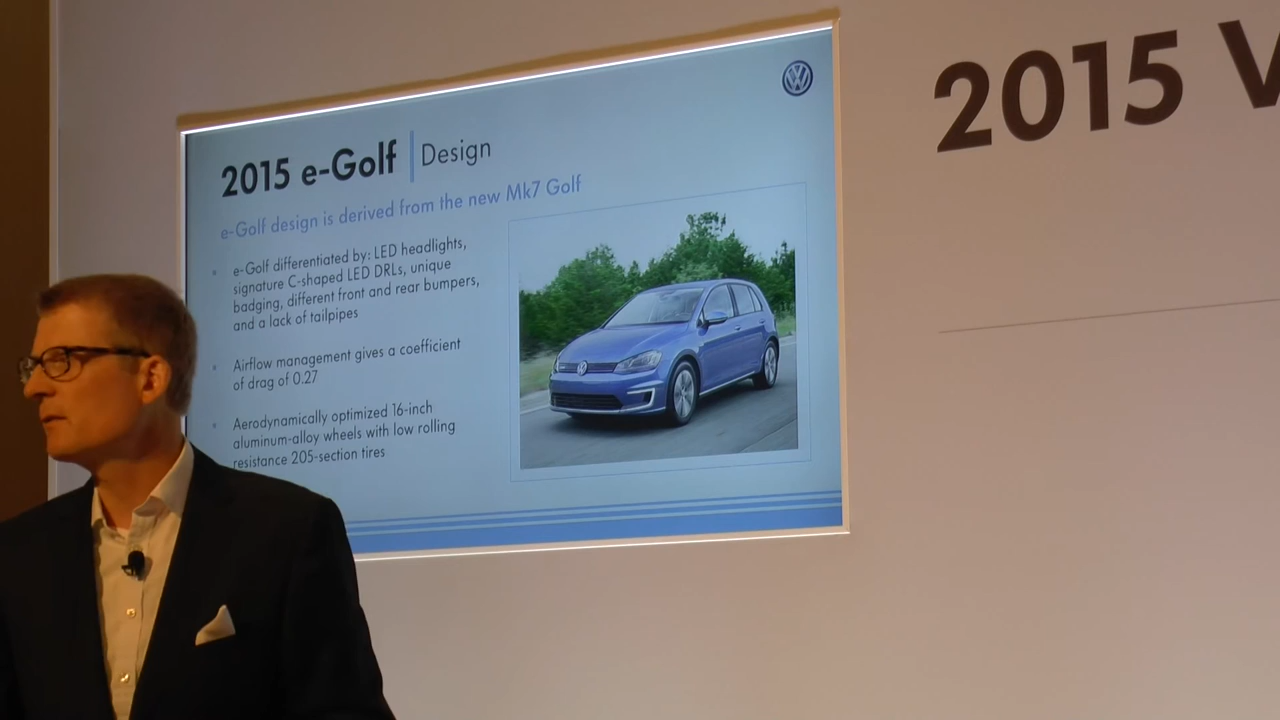 2015 e-Golf | Design
e-Golf design is derived from the new Mk7 Golf
e-Golf differentiated by: LED headlights,
signature C-shaped LED DRLs, unique
badging, different front and rear bumpers,
and a lack of tailpipes
Airflow management gives a coefficient
of drag of 0.27
Aerodynamically optimized 16-inch
aluminum-alloy wheels with low rolling
resistance 205-section tires
2015 V